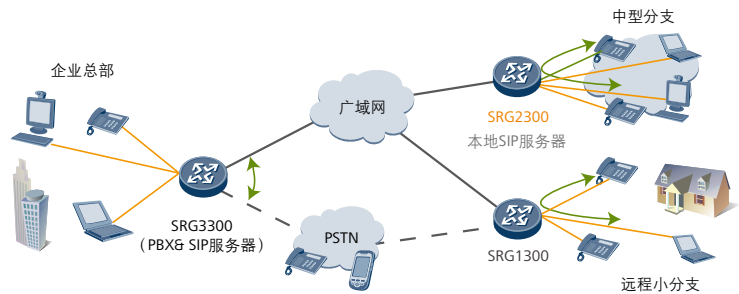 中型分支
企业总部
广域网
SRG2300
本地SIP服务器
SRG3300
（PBX& SIP服务器）
PSTN
SRG1300
远程小分支